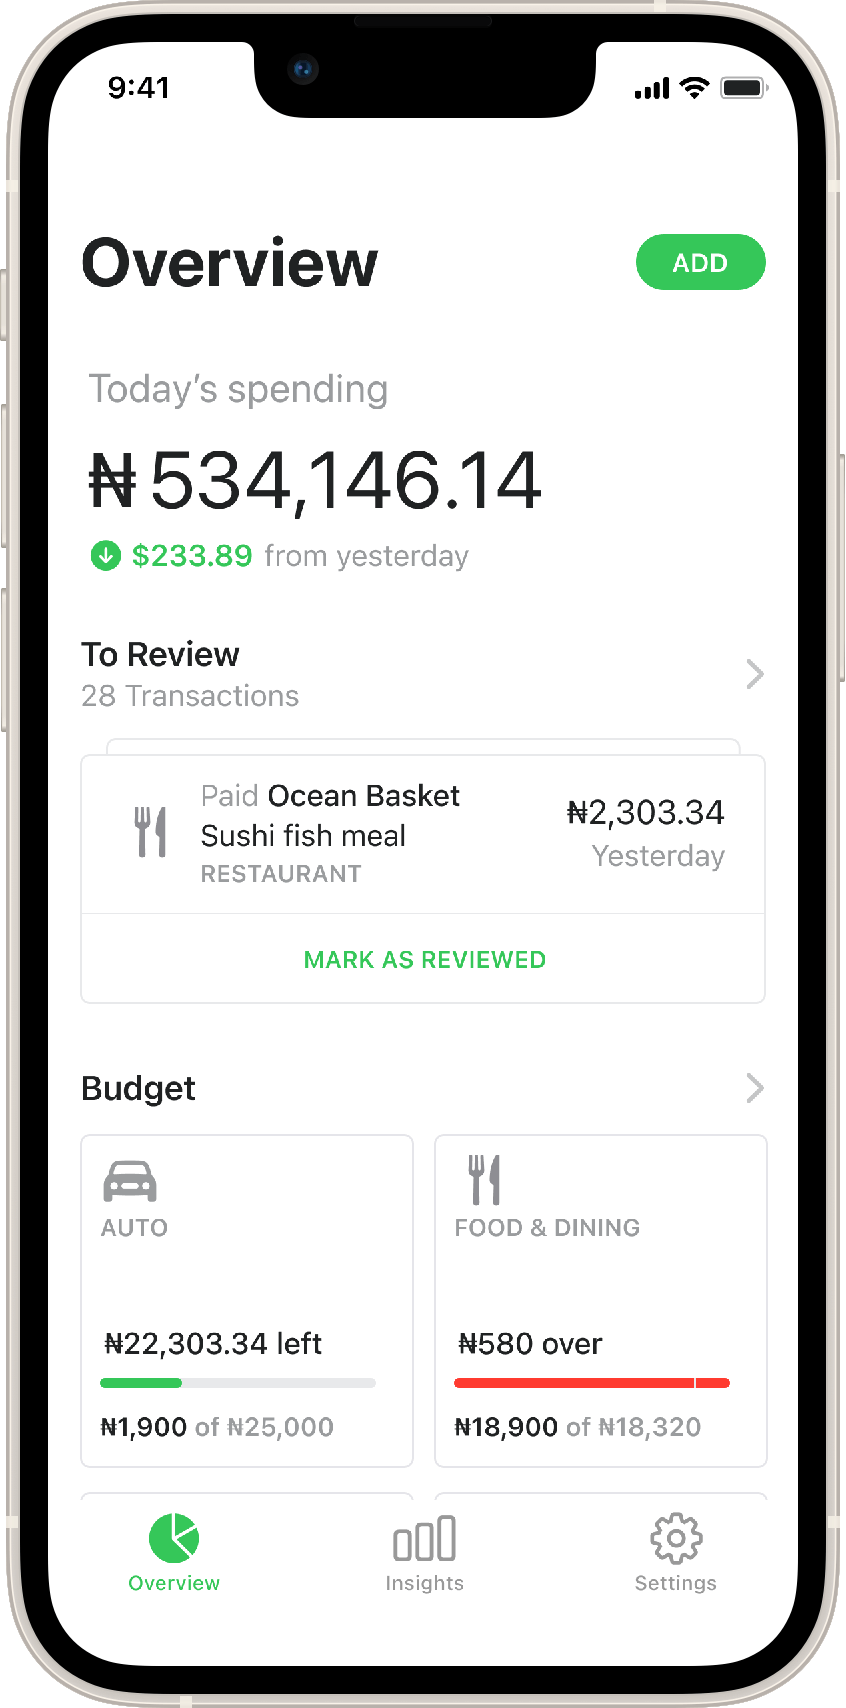 9:41
Overview
ADD
Today’s spending
₦534,146.14
$233.89 from yesterday
To Review
28 Transactions
Paid Ocean Basket
Sushi fish meal
RESTAURANT
₦2,303.34
Yesterday
MARK AS REVIEWED
Budget
AUTO
₦22,303.34 left
₦1,900 of ₦25,000
FOOD & DINING
₦580 over
₦18,900 of ₦18,320
Overview
Insights
Settings